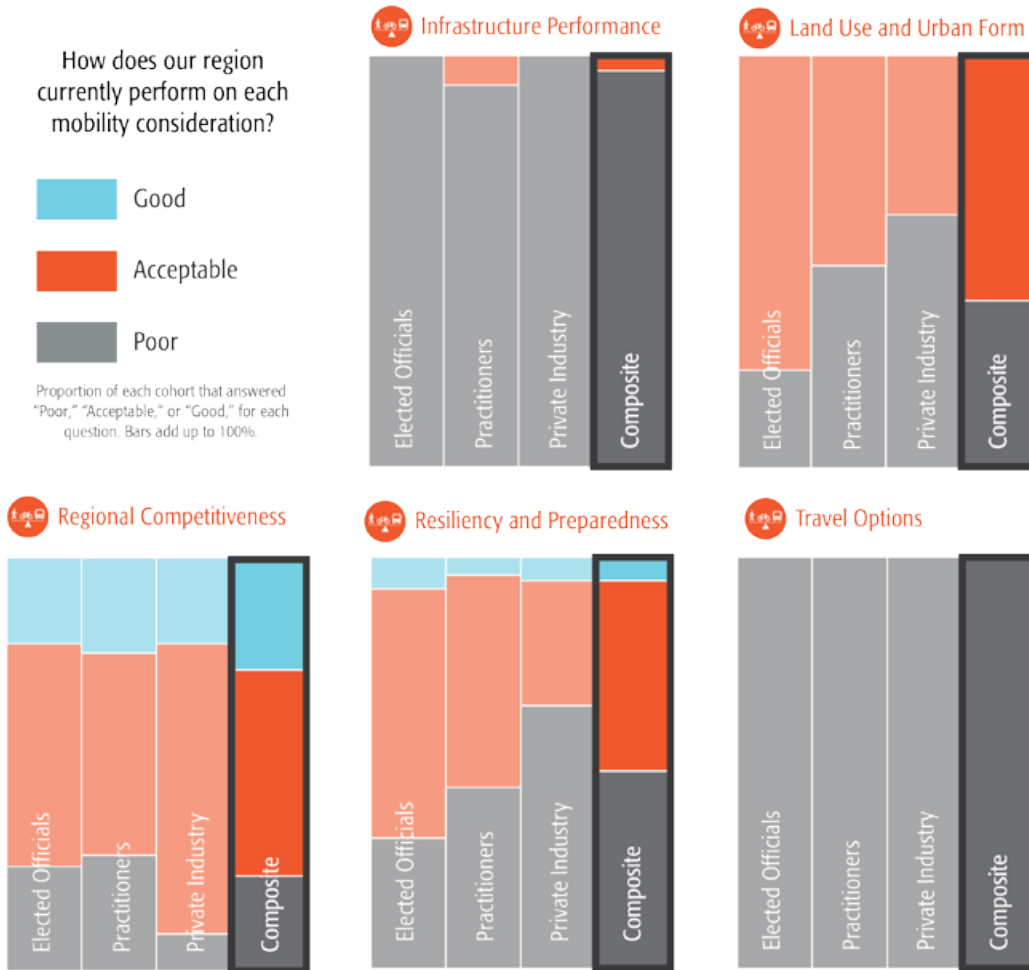 How does our region
currently perform on each
mobility consideration?
Good
Acceptable
Poor
Proportion of each cohort that answered
"Poor," "Acceptable," or "Good," for each
question. Bars add up to 100%.
Infrastructure Performance
Elected Officials
Practitioners
Private Industry
Composite
Land Use and Urban Form
Elected Officials
Practitioners
Private Industry
Composite
Regional Competitiveness
Elected Officials
Practitioners
Private Industry
Composite
Resiliency and Preparedness
Elected Officials
Practitioners
Private Industry
Composite
Travel Options
Elected Officials
Practitioners
Private Industry
Composite